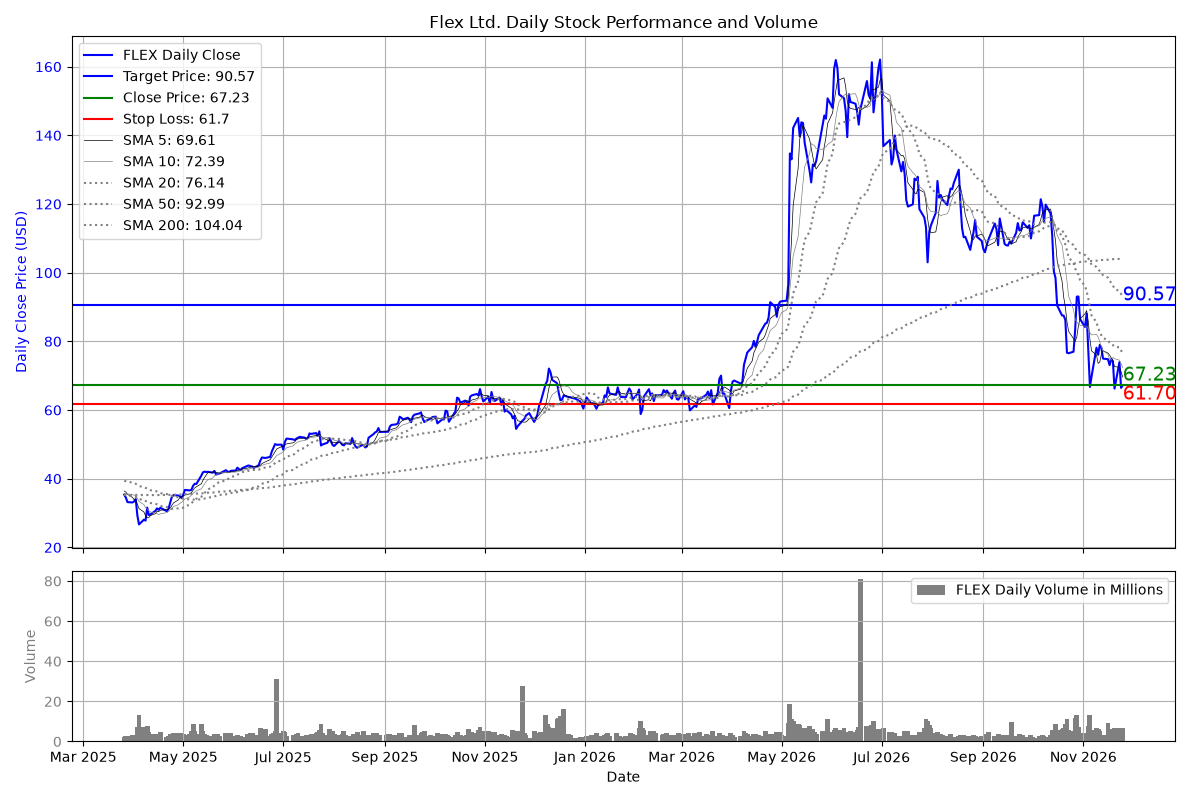 Flex Ltd. Daily Stock Performance and Volume
FLEX Daily Close
Target Price: 90.57
Close Price: 67.23
Stop Loss: 61.7
SMA 5: 69.61
SMA 10: 72.39
SMA 20: 76.14
SMA 50: 92.99
SMA 200: 104.04
Daily Close Price (USD)
160
140
120
100
80
60
40
20
90.57
67.23
61.70
FLEX Daily Volume in Millions
Volume
80
60
40
20
0
Mar 2025 May 2025 Jul 2025 Sep 2025 Nov 2025 Jan 2026 Mar 2026 May 2026 Jul 2026 Sep 2026 Nov 2026
Date